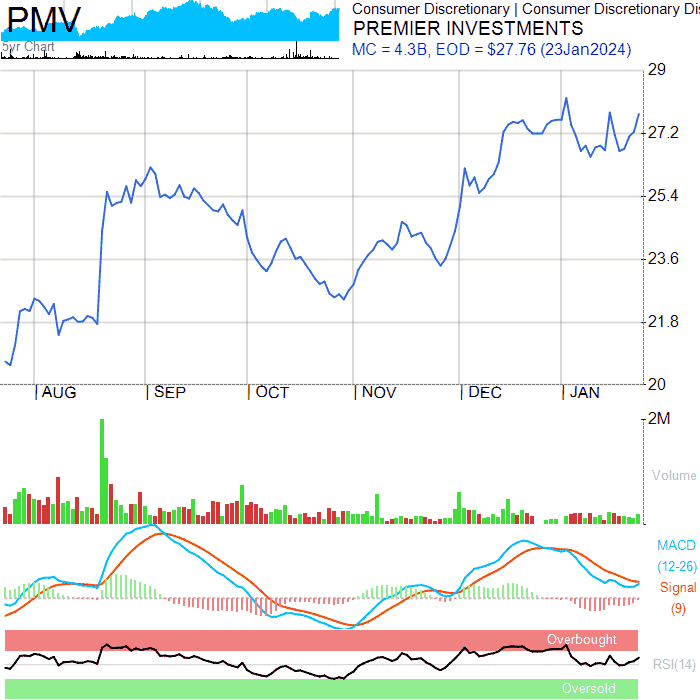 PMV
5yr Chart
Consumer Discretionary | Consumer Discretionary Dis
PREMIER INVESTMENTS
MC = 4.3B, EOD = $27.76 (23Jan2024)
29
27.2
25.4
23.6
21.8
20
AUG SEP OCT NOV DEC JAN
2M
Volume
MACD
(12-26)
Signal
(9)
Overbought
RSI(14)
Oversold